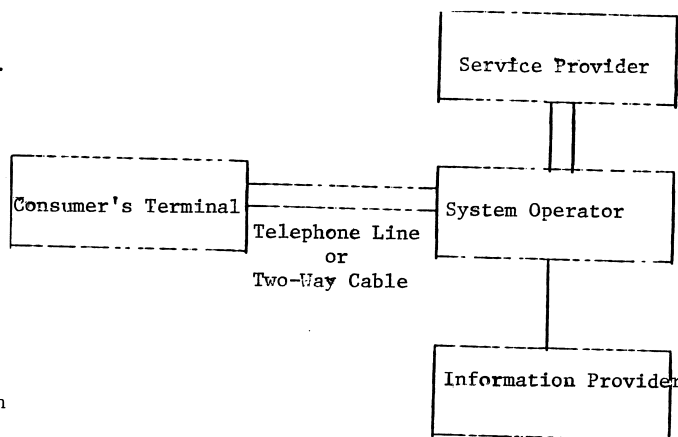 Service Provider
Consumer's Terminal
System Operator
Telephone Line
or
Two-Way Cable
Information Provider
n